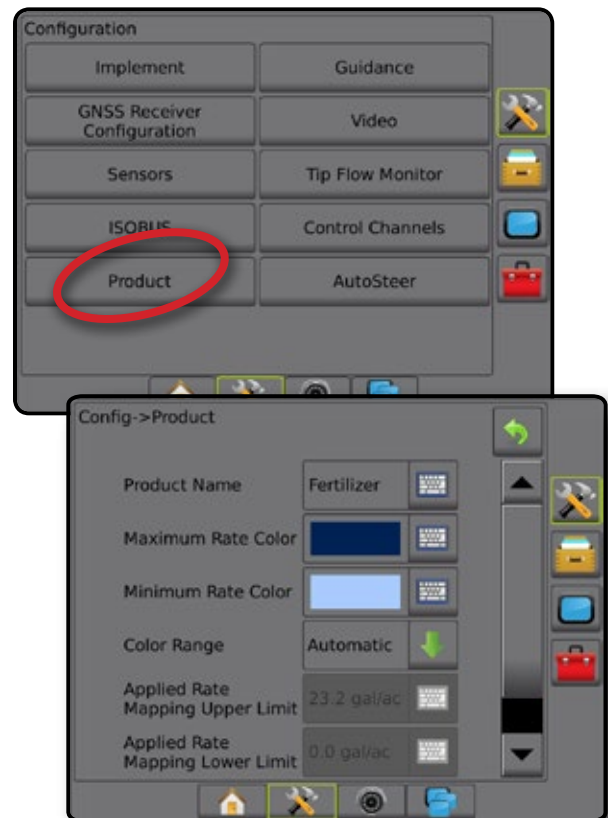 Configuration
Implement
Guidance
GNSS Receiver
Configuration
Video
Sensors
Tip Flow Monitor
ISOBUS
Control Channels
Product
AutoSteer
Config->Product
Product Name
Fertilizer
Maximum Rate Color
Minimum Rate Color
Color Range
Automatic
Applied Rate
Mapping Upper Limit
23.2 gal/ac
Applied Rate
Mapping Lower Limit
0.0 gal/ac